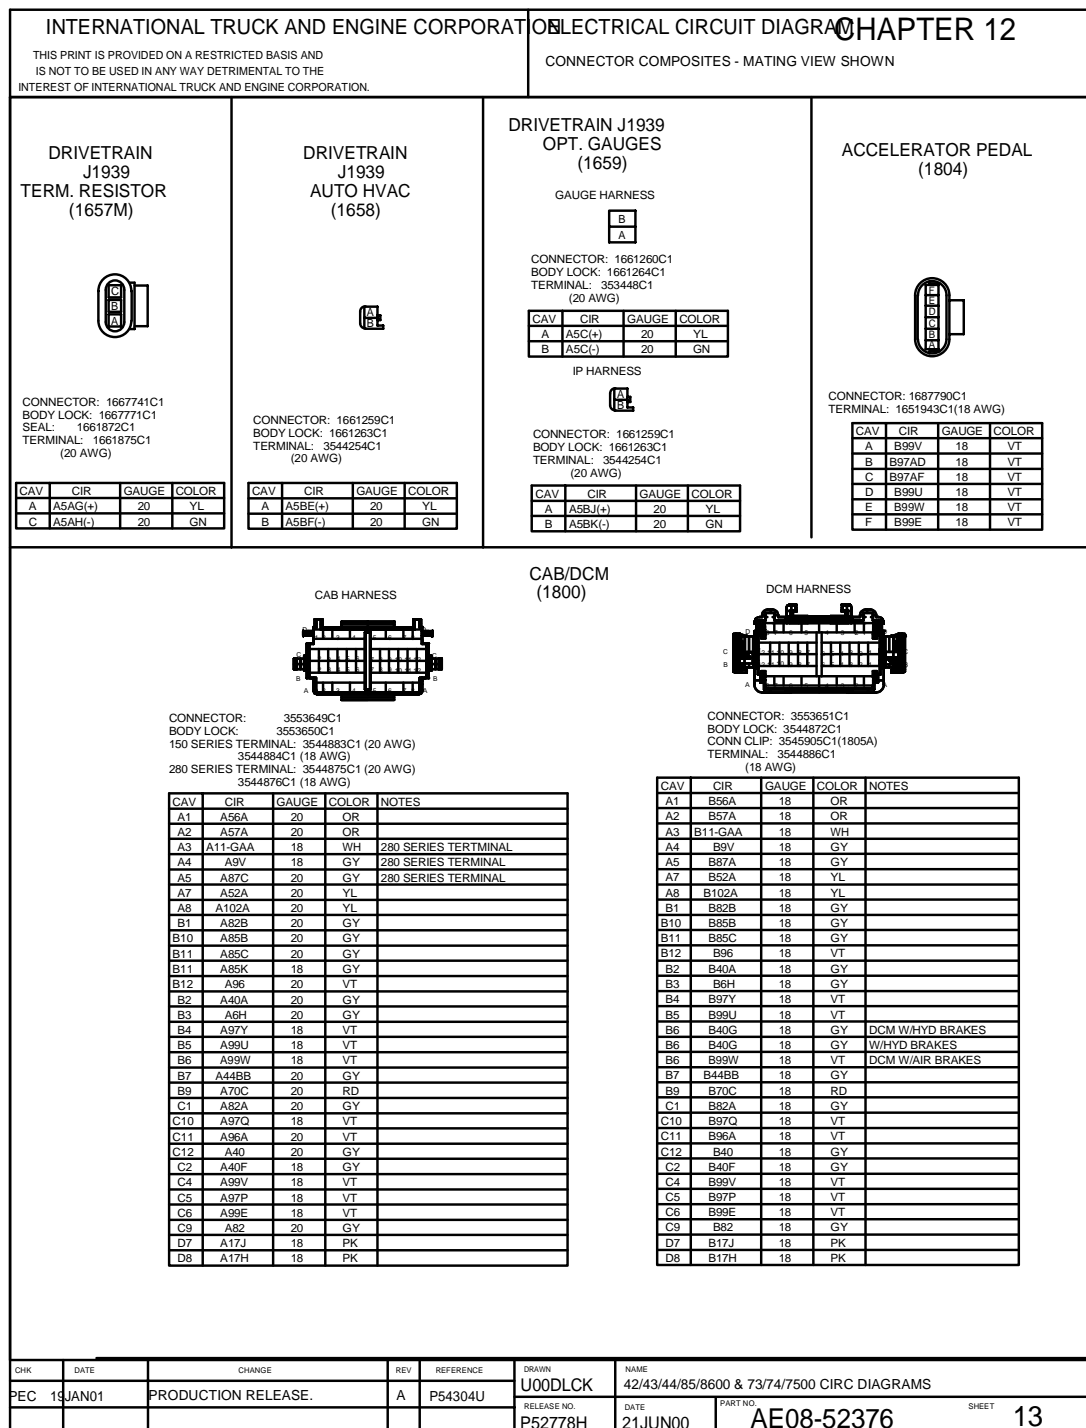 INTERNATIONAL TRUCK AND ENGINE CORPORATION
THIS PRINT IS PROVIDED ON A RESTRICTED BASIS AND
IS NOT TO BE USED IN ANY WAY DETRIMENTAL TO THE
INTEREST OF INTERNATIONAL TRUCK AND ENGINE CORPORATION.
ELECTRICAL CIRCUIT DIAGRAM
CHAPTER 12
CONNECTOR COMPOSITES - MATING VIEW SHOWN
DRIVETRAIN
J1939
TERM. RESISTOR
(1657M)
C
B
A
CONNECTOR: 1667741C1
BODY LOCK: 1667771C1
SEAL: 1661872C1
TERMINAL: 1661875C1
(20 AWG)
CAV CIR GAUGE COLOR
A A5AG(+) 20 YL
C A5AH(-) 20 GN
DRIVETRAIN
J1939
AUTO HVAC
(1658)
A
B
CONNECTOR: 1661259C1
BODY LOCK: 1661263C1
TERMINAL: 3544254C1
(20 AWG)
CAV CIR GAUGE COLOR
A A5BE(+) 20 YL
B A5BF(-) 20 GN
DRIVETRAIN J1939
OPT. GAUGES
(1659)
GAUGE HARNESS
B
A
CONNECTOR: 1661260C1
BODY LOCK: 1661264C1
TERMINAL: 353448C1
(20 AWG)
CAV CIR GAUGE COLOR
A A5C(+) 20 YL
B A5C(-) 20 GN
IP HARNESS
A
B
CONNECTOR: 1661259C1
BODY LOCK: 1661263C1
TERMINAL: 3544254C1
(20 AWG)
CAV CIR GAUGE COLOR
A A5BJ(+) 20 YL
B A5BK(-) 20 GN
ACCELERATOR PEDAL
(1804)
F
E
D
C
B
A
CONNECTOR: 1687790C1
TERMINAL: 1651943C1(18 AWG)
CAV CIR GAUGE COLOR
A B99V 18 VT
B B97AD 18 VT
C B97AF 18 VT
D B99U 18 VT
E B99W 18 VT
F B99E 18 VT
CAB/DCM
(1800)
CAB HARNESS
CONNECTOR: 3553649C1
BODY LOCK: 3553650C1
150 SERIES TERMINAL: 3544883C1 (20 AWG)
3544884C1 (18 AWG)
280 SERIES TERMINAL: 3544875C1 (20 AWG)
3544876C1 (18 AWG)
CAV CIR GAUGE COLOR NOTES
A1 A56A 20 OR
A2 A57A 20 OR
A3 A11-GAA 18 WH 280 SERIES TERTMINAL
A4 A9V 18 GY 280 SERIES TERMINAL
A5 A87C 20 GY 280 SERIES TERMINAL
A7 A52A 20 YL
A8 A102A 20 YL
B1 A82B 20 GY
B10 A85B 20 GY
B11 A85C 20 GY
B11 A85K 18 GY
B12 A96 20 VT
B2 A40A 20 GY
B3 A6H 20 GY
B4 A97Y 18 VT
B5 A99U 18 VT
B6 A99W 18 VT
B7 A44BB 20 GY
B9 A70C 20 RD
C1 A82A 20 GY
C10 A97Q 18 VT
C11 A96A 20 VT
C12 A40 20 GY
C2 A40F 18 GY
C4 A99V 18 VT
C5 A97P 18 VT
C6 A99E 18 VT
C9 A82 20 GY
D7 A17J 18 PK
D8 A17H 18 PK
DCM HARNESS
CONNECTOR: 3553651C1
BODY LOCK: 3544872C1
CONN CLIP: 3545905C1(1805A)
TERMINAL: 3544886C1
(18 AWG)
CAV CIR GAUGE COLOR NOTES
A1 B56A 18 OR
A2 B57A 18 OR
A3 B11-GAA 18 WH
A4 B9V 18 GY
A5 B87A 18 GY
A7 B52A 18 YL
A8 B102A 18 YL
B1 B82B 18 GY
B10 B85B 18 GY
B11 B85C 18 GY
B12 B96 18 VT
B2 B40A 18 GY
B3 B6H 18 GY
B4 B97Y 18 VT
B5 B99U 18 VT
B6 B40G 18 GY DCM W/HYD BRAKES
B6 B40G 18 GY W/HYD BRAKES
B6 B99W 18 VT DCM W/AIR BRAKES
B7 B44BB 18 GY
B9 B70C 18 RD
C1 B82A 18 GY
C10 B97Q 18 VT
C11 B96A 18 VT
C12 B40 18 GY
C2 B40F 18 GY
C4 B99V 18 VT
C5 B97P 18 VT
C6 B99E 18 VT
C9 B82 18 GY
D7 B17J 18 PK
D8 B17H 18 PK
CHK DATE CHANGE REV REFERENCE
PEC 19JAN01 PRODUCTION RELEASE. A P54304U
DRAWN
U00DLCK
NAME
42/43/44/85/8600 & 73/74/7500 CIRC DIAGRAMS
RELEASE NO.
P52778H
DATE
21JUN00
PART NO.
AE08-52376
SHEET 13